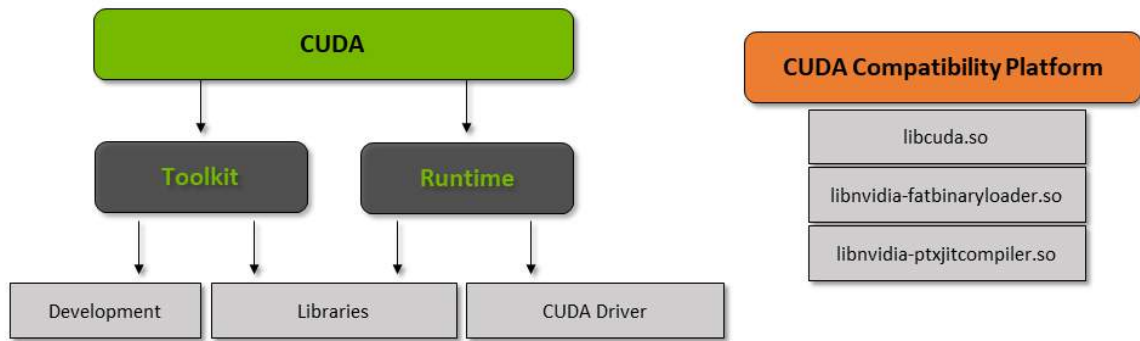 CUDA
Toolkit
Runtime
Development
Libraries
CUDA Driver
CUDA Compatibility Platform
libcuda.so
libnvidia-fatbinaryloader.so
libnvidia-ptxjitcompiler.so